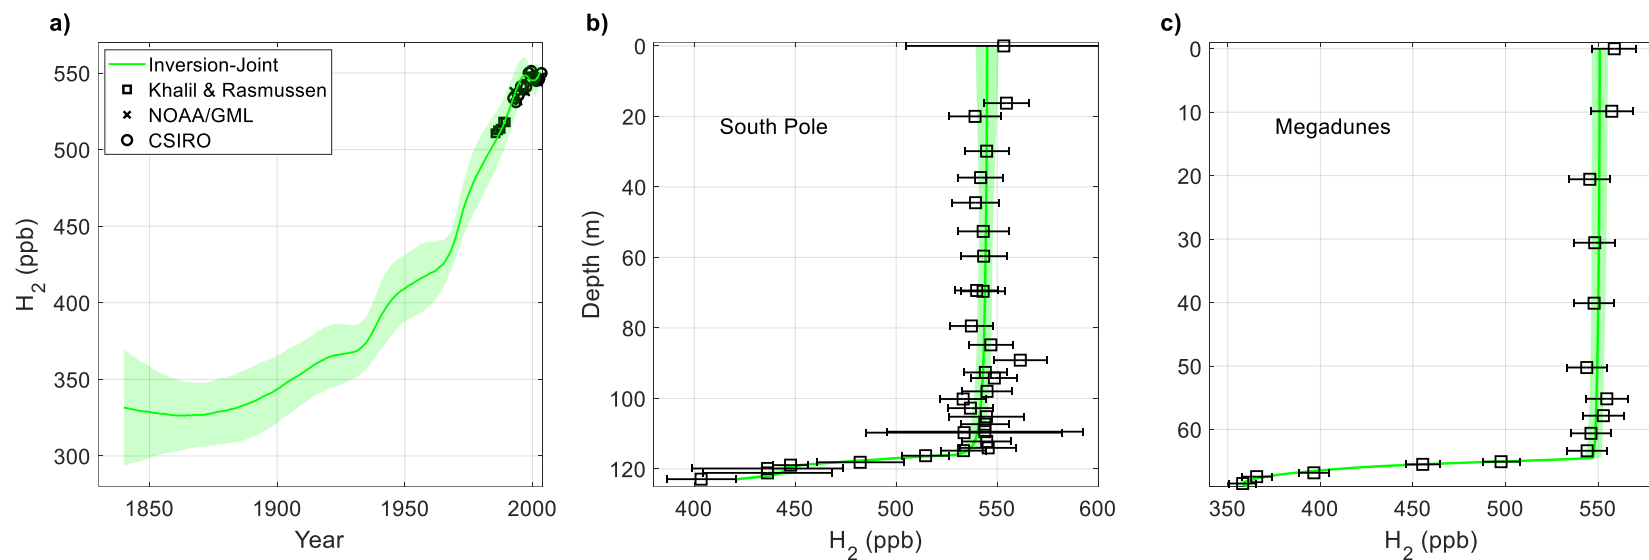 a)
Inversion-Joint
Khalil & Rasmussen
NOAA/GML
CSIRO
550
500
450
400
350
300
H2 (ppb)
1850
1900
1950
2000
Year
b)
South Pole
0
20
40
60
80
100
120
Depth (m)
400
450
500
550
600
H2 (ppb)
c)
Megadunes
0
10
20
30
40
50
60
350
400
450
500
550
H2 (ppb)